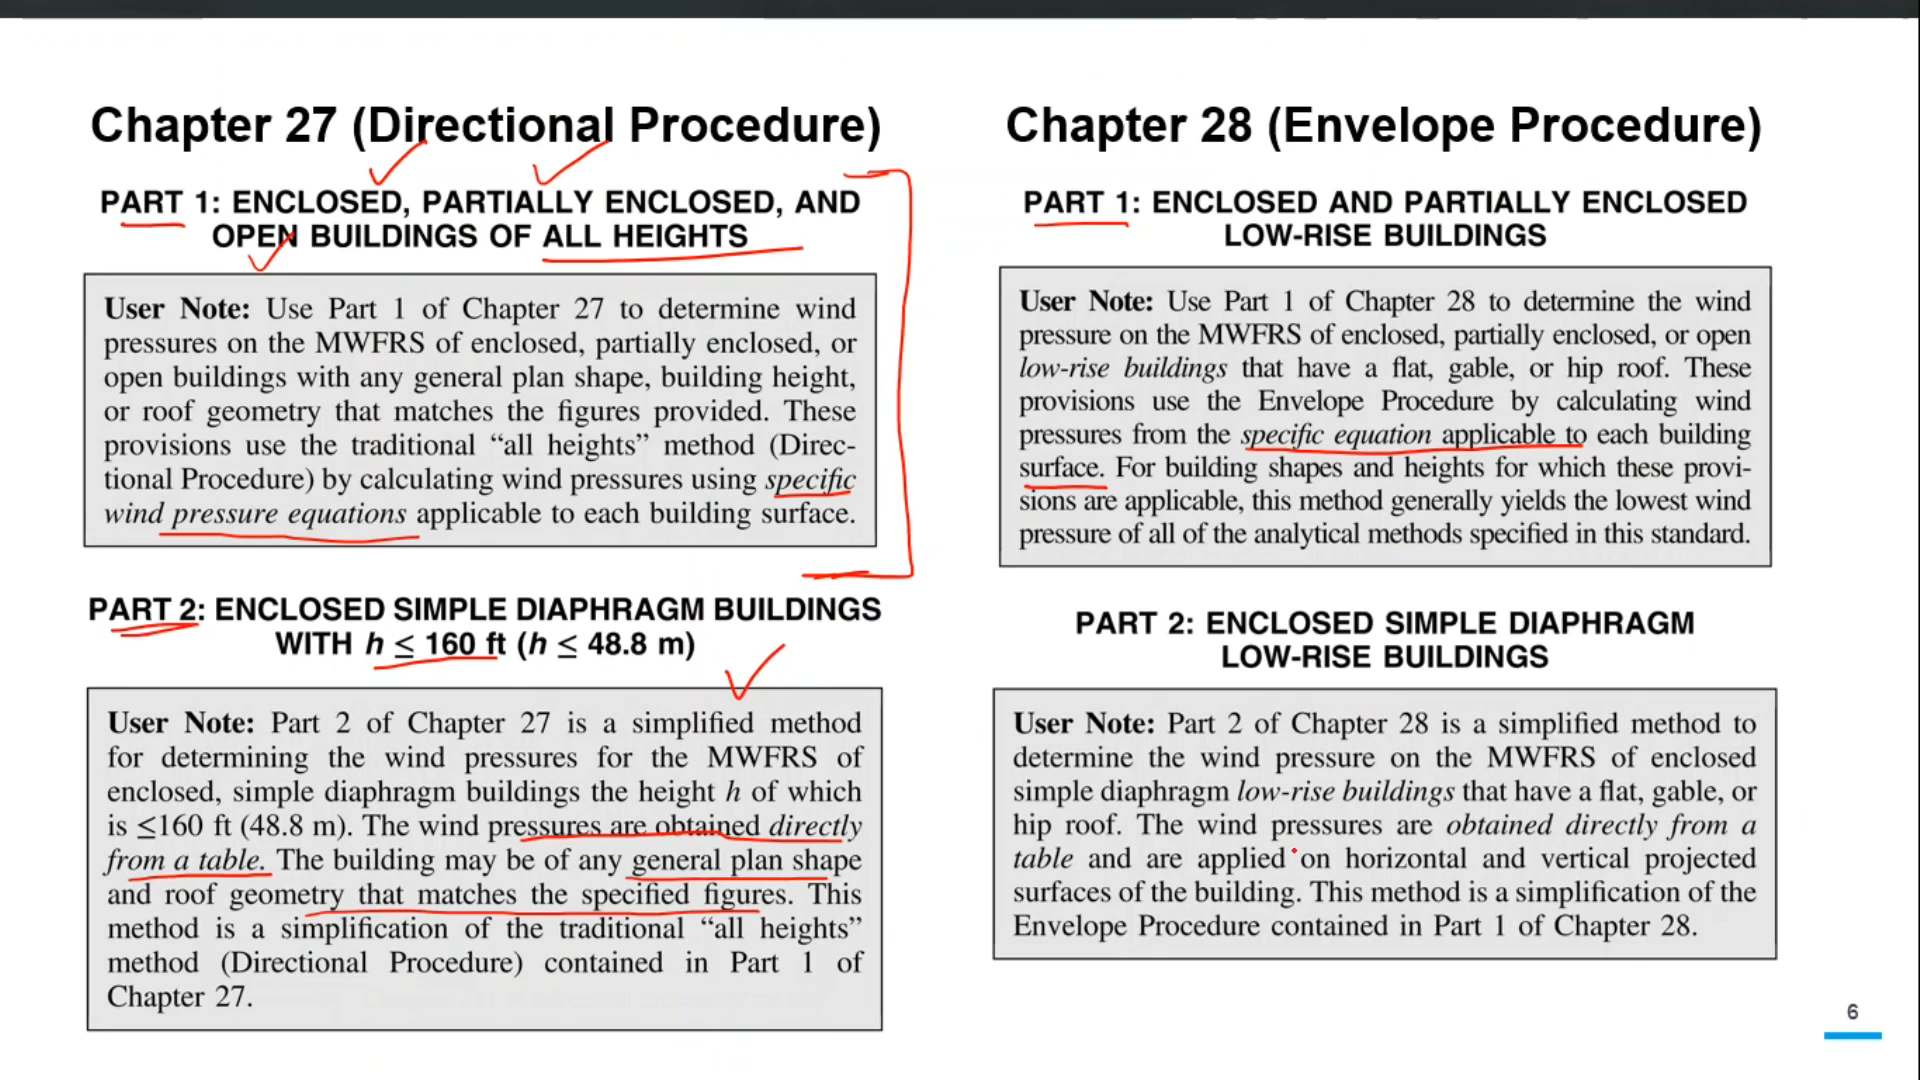 Chapter 27 (Directional Procedure)
PART 1: ENCLOSED, PARTIALLY ENCLOSED, AND
OPEN BUILDINGS OF ALL HEIGHTS
User Note: Use Part 1 of Chapter 27 to determine wind
pressures on the MWFRS of enclosed, partially enclosed, or
open buildings with any general plan shape, building height,
or roof geometry that matches the figures provided. These
provisions use the traditional “all heights” method (Direc-
tional Procedure) by calculating wind pressures using specific
wind pressure equations applicable to each building surface.
PART 2: ENCLOSED SIMPLE DIAPHRAGM BUILDINGS
WITH h ≤ 160 ft (h ≤ 48.8 m)
User Note: Part 2 of Chapter 27 is a simplified method
for determining the wind pressures for the MWFRS of
enclosed, simple diaphragm buildings the height h of which
is ≤160 ft (48.8 m). The wind pressures are obtained directly
from a table. The building may be of any general plan shape
and roof geometry that matches the specified figures. This
method is a simplification of the traditional “all heights”
method (Directional Procedure) contained in Part 1 of
Chapter 27.
Chapter 28 (Envelope Procedure)
PART 1: ENCLOSED AND PARTIALLY ENCLOSED
LOW-RISE BUILDINGS
User Note: Use Part 1 of Chapter 28 to determine the wind
pressure on the MWFRS of enclosed, partially enclosed, or open
low-rise buildings that have a flat, gable, or hip roof. These
provisions use the Envelope Procedure by calculating wind
pressures from the specific equation applicable to each building
surface. For building shapes and heights for which these provi-
sions are applicable, this method generally yields the lowest wind
pressure of all of the analytical methods specified in this standard.
PART 2: ENCLOSED SIMPLE DIAPHRAGM
LOW-RISE BUILDINGS
User Note: Part 2 of Chapter 28 is a simplified method to
determine the wind pressure on the MWFRS of enclosed
simple diaphragm low-rise buildings that have a flat, gable, or
hip roof. The wind pressures are obtained directly from a
table and are applied on horizontal and vertical projected
surfaces of the building. This method is a simplification of the
Envelope Procedure contained in Part 1 of Chapter 28.
6